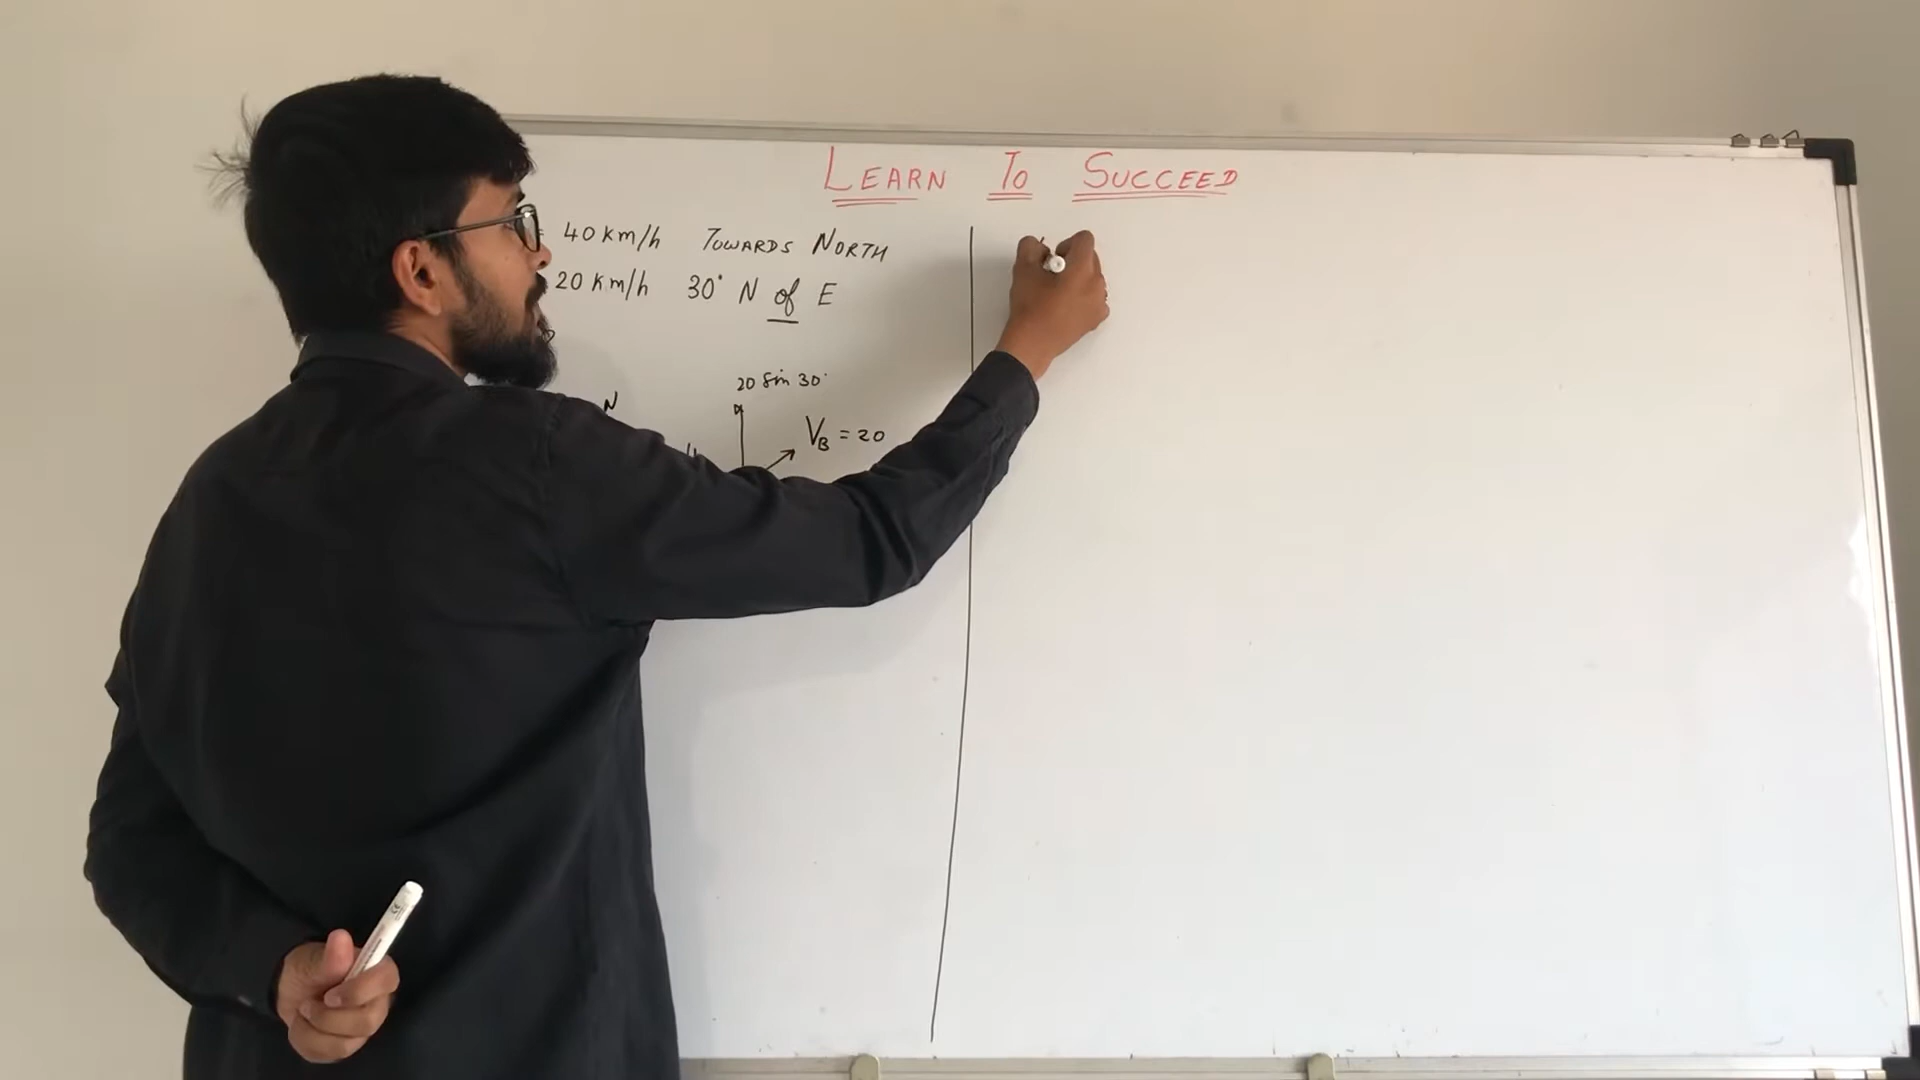 LEARN TO SUCCEED
= 40 km/h TOWARDS NORTH
20 km/h 30° N of E
N
20 Sin 30°
VB = 20